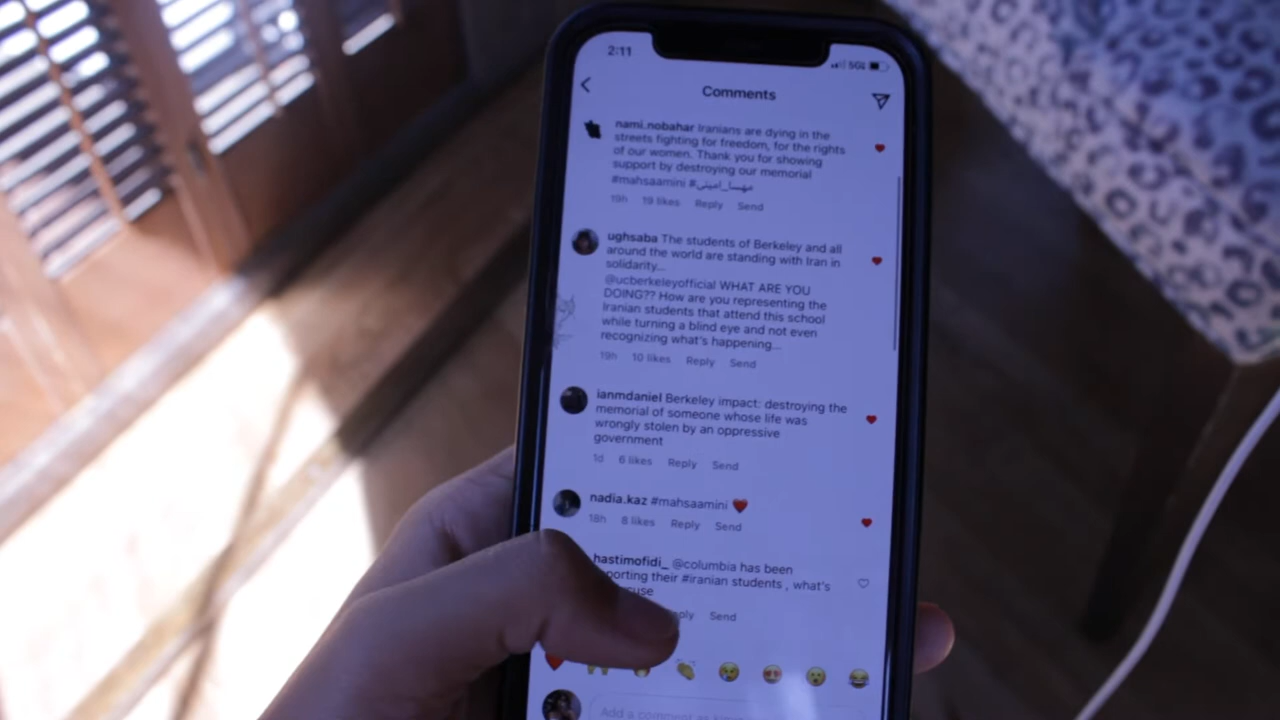 2:11
5G
Comments
nami.nobahar Iranians are dying in the
streets fighting for freedom, for the rights
of our women. Thank you for showing
support by destroying our memorial
#mahsaamini #مهسا_امینی
19h 19 likes Reply Send
ughsaba The students of Berkeley and all
around the world are standing with Iran in
solidarity...
@ucberkeleyofficial WHAT ARE YOU
DOING?? How are you representing the
Iranian students that attend this school
while turning a blind eye and not even
recognizing what's happening...
19h 10 likes Reply Send
ianmdaniel Berkeley impact: destroying the
memorial of someone whose life was
wrongly stolen by an oppressive
government
1d 6 likes Reply Send
nadia.kaz #mahsaamini ❤️
18h 8 likes Reply Send
hastimofidi_ @columbia has been
porting their #iranian students , what's
Send
Add a comment as